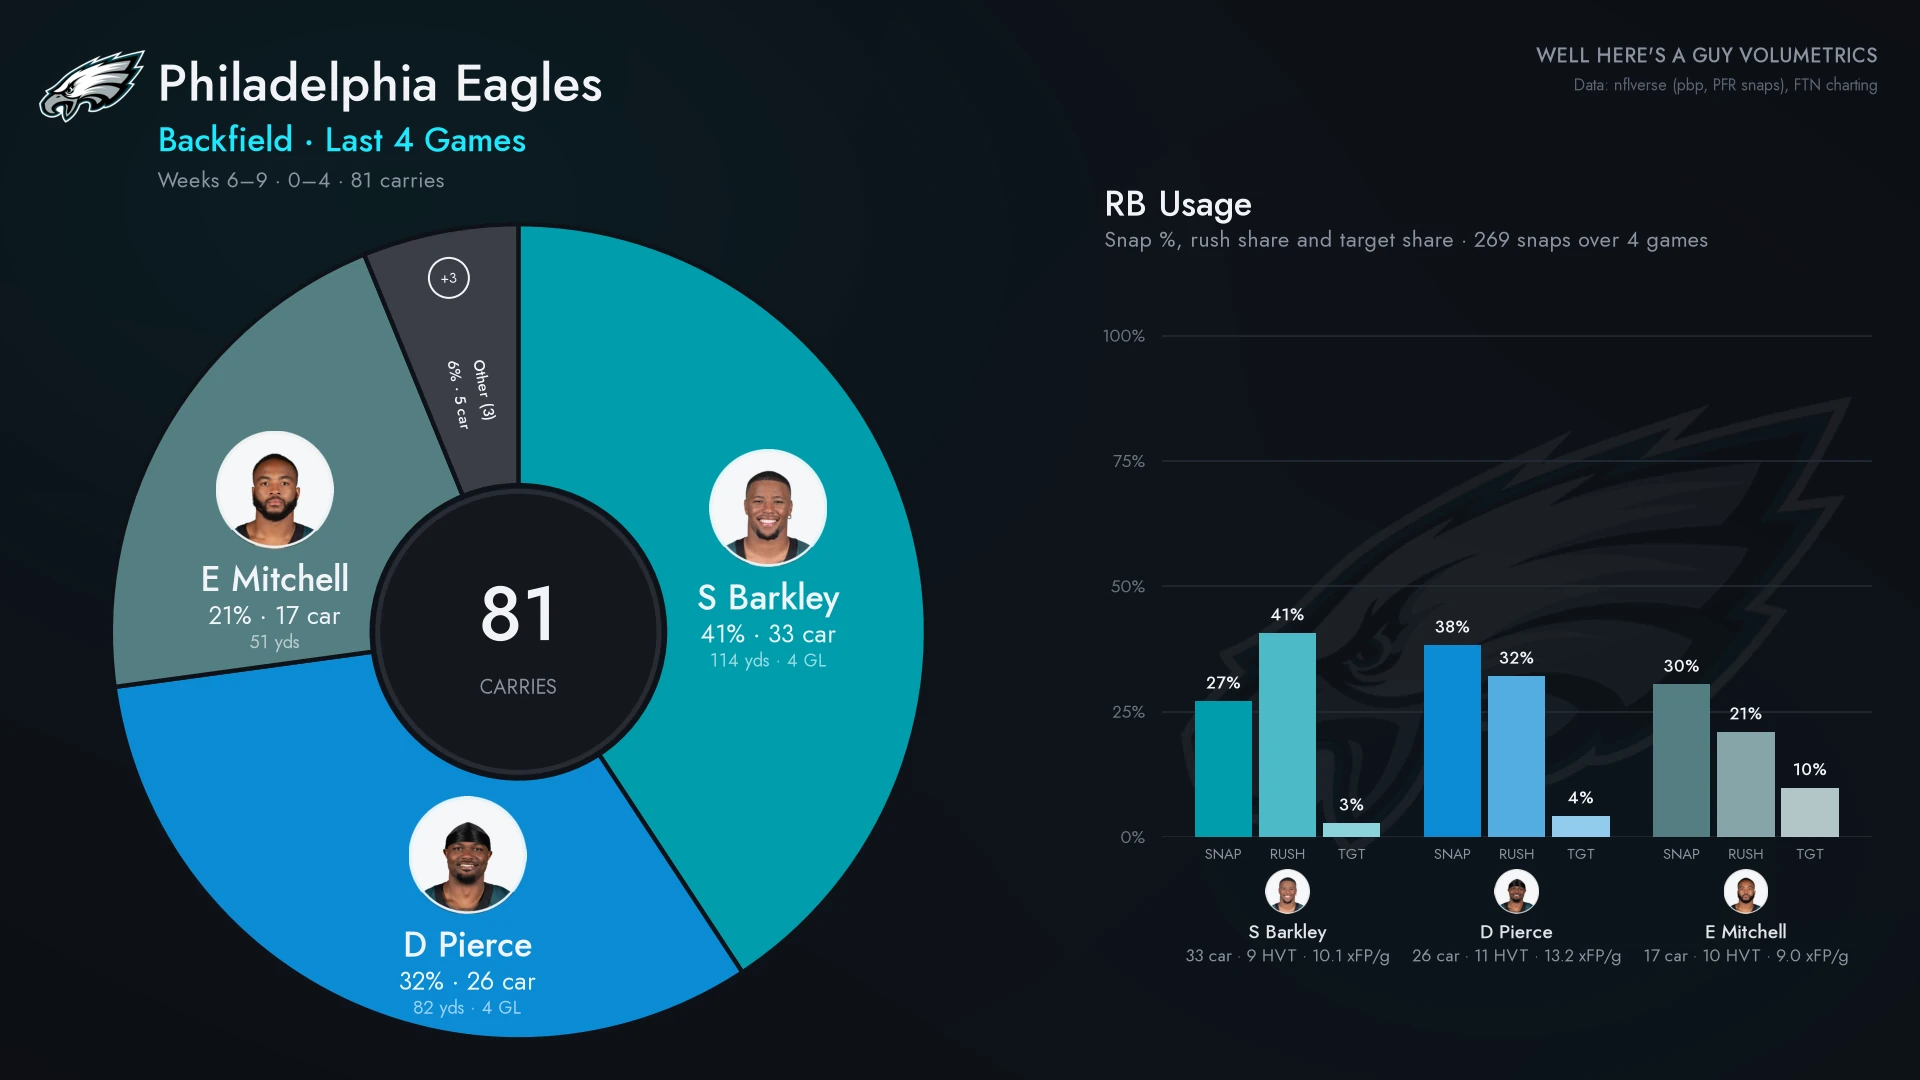 Philadelphia Eagles
Backfield · Last 4 Games
Weeks 6–9 · 0–4 · 81 carries
WELL HERE'S A GUY VOLUMETRICS
Data: nflverse (pbp, PFR snaps), FTN charting
+3
Other (3)
6% · 5 car
E Mitchell
21% · 17 car
51 yds
S Barkley
41% · 33 car
114 yds · 4 GL
81
CARRIES
D Pierce
32% · 26 car
82 yds · 4 GL
RB Usage
Snap %, rush share and target share · 269 snaps over 4 games
100%
75%
50%
25%
0%
27%
41%
3%
38%
32%
4%
30%
21%
10%
SNAP RUSH TGT SNAP RUSH TGT SNAP RUSH TGT
S Barkley
33 car · 9 HVT · 10.1 xFP/g
D Pierce
26 car · 11 HVT · 13.2 xFP/g
E Mitchell
17 car · 10 HVT · 9.0 xFP/g